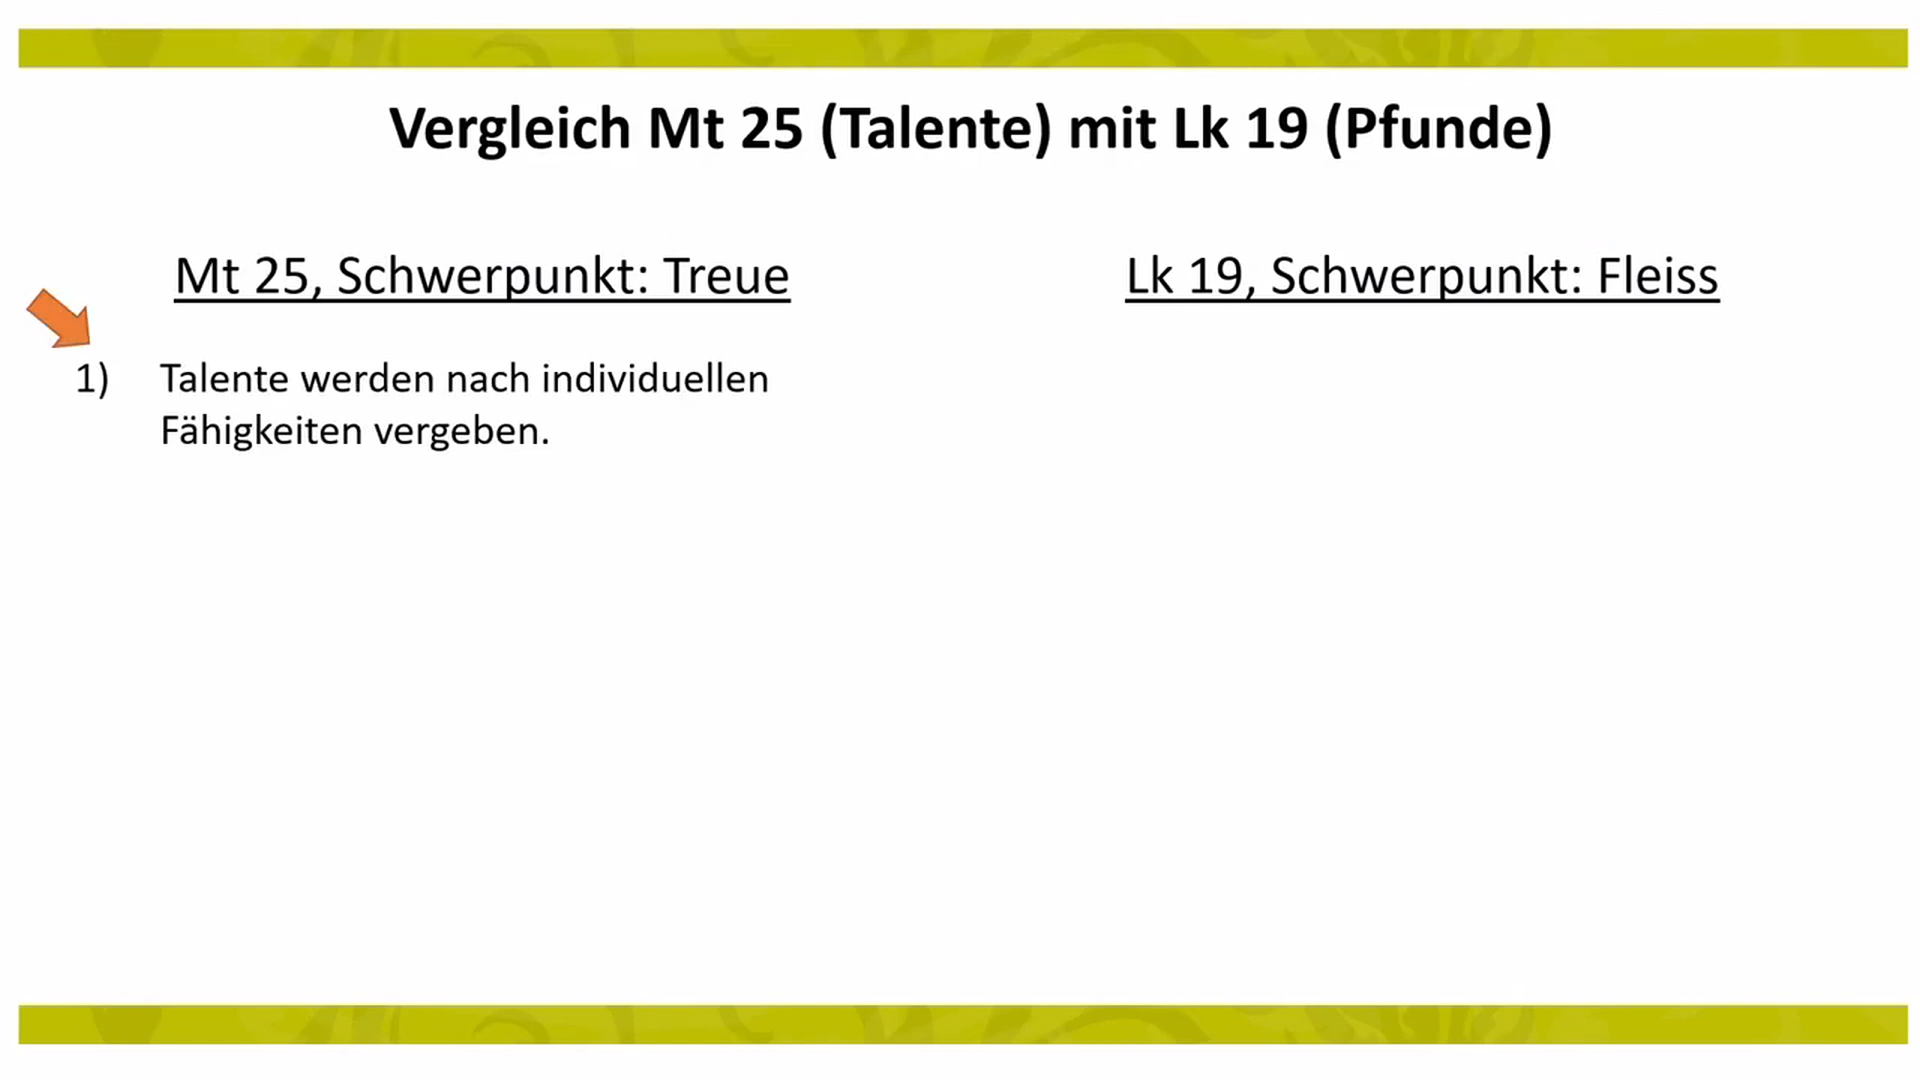 Vergleich Mt 25 (Talente) mit Lk 19 (Pfunde)
Mt 25, Schwerpunkt: Treue
Lk 19, Schwerpunkt: Fleiss
1) Talente werden nach individuellen
Fähigkeiten vergeben.